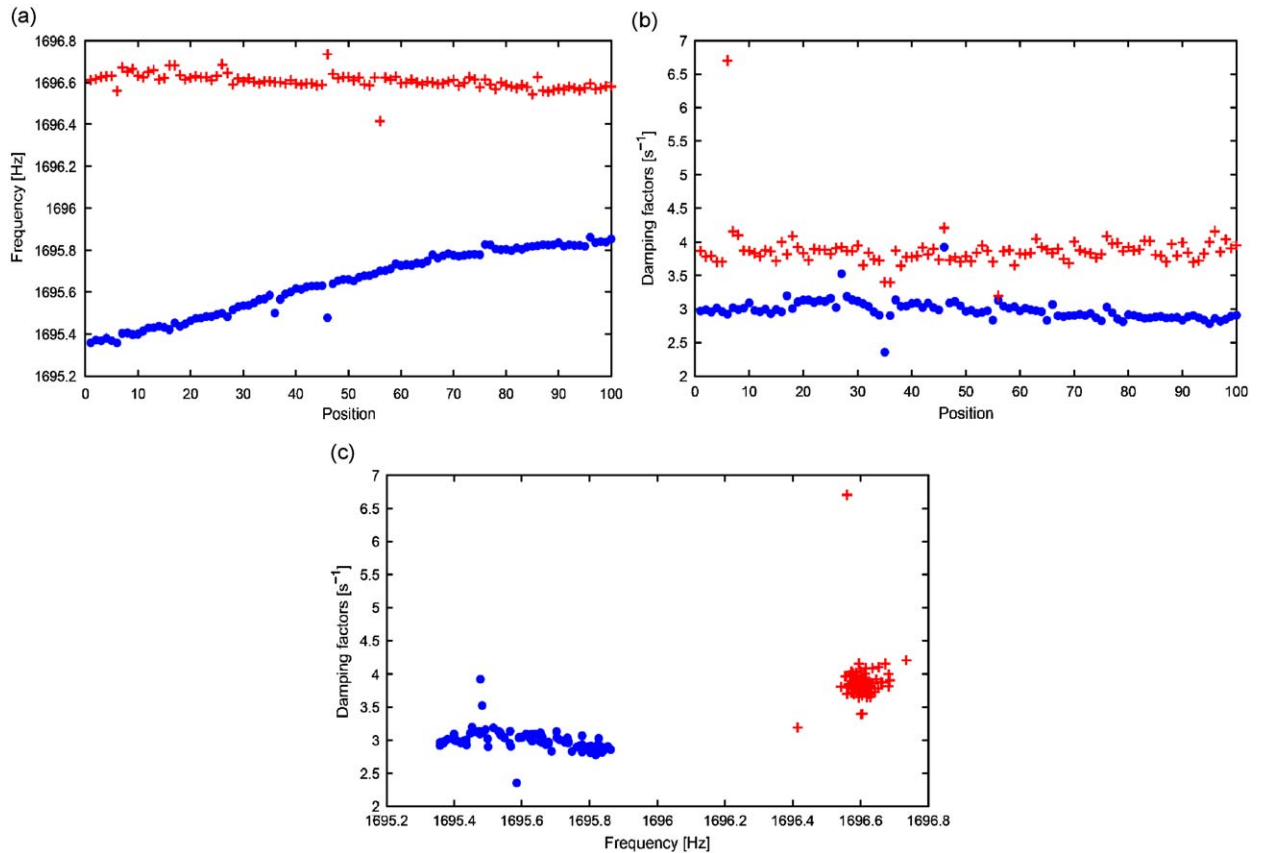 (a)
1696.8
1696.6
1696.4
1696.2
1696
1695.8
1695.6
1695.4
1695.2
Frequency [Hz]
0 10 20 30 40 50 60 70 80 90 100
Position
(b)
7
6.5
6
5.5
5
4.5
4
3.5
3
2.5
2
Damping factors [s⁻¹]
0 10 20 30 40 50 60 70 80 90 100
Position
(c)
7
6.5
6
5.5
5
4.5
4
3.5
3
2.5
2
Damping factors [s⁻¹]
1695.2 1695.4 1695.6 1695.8 1696 1696.2 1696.4 1696.6 1696.8
Frequency [Hz]